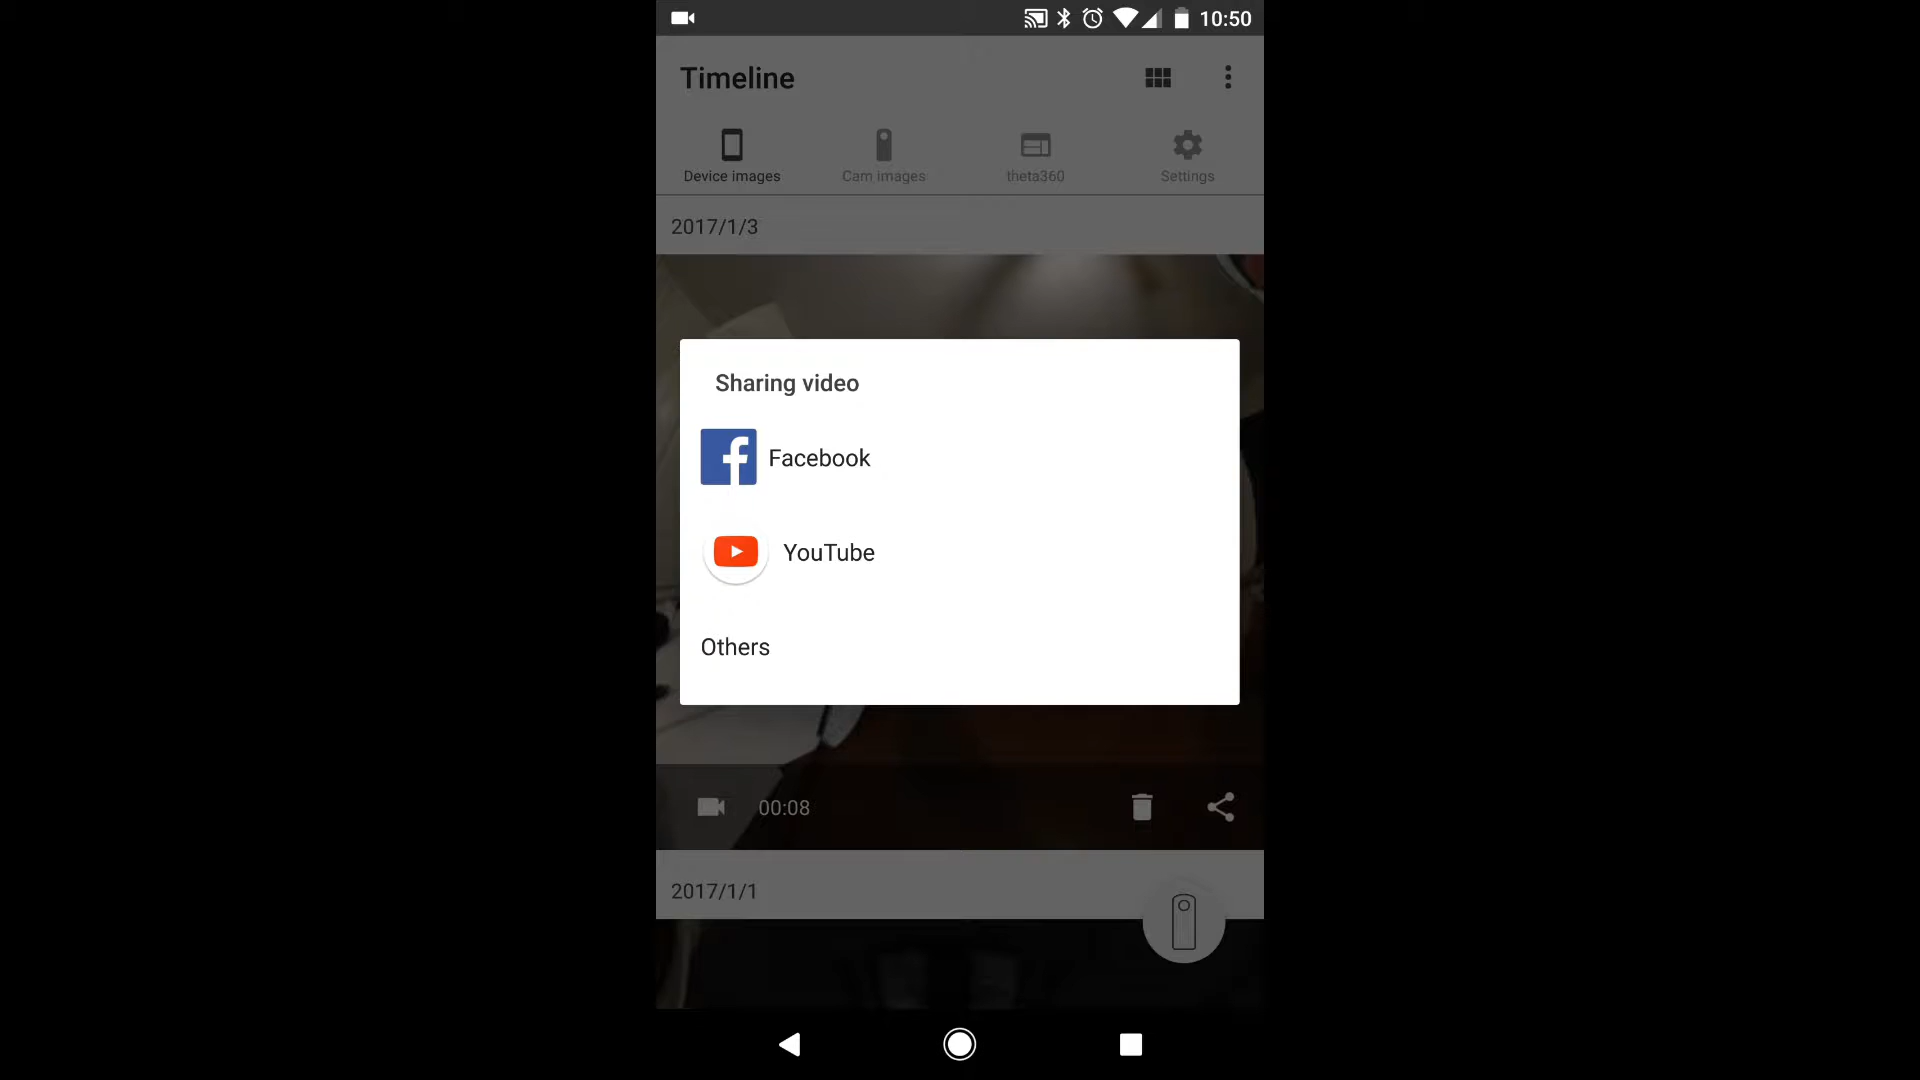 10:50
Timeline
Device images
Cam images
theta360
Settings
2017/1/3
Sharing video
Facebook
YouTube
Others
00:08
2017/1/1